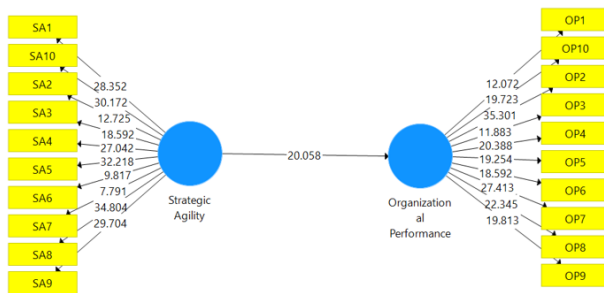 SA1
SA10
SA2
SA3
SA4
SA5
SA6
SA7
SA8
SA9
28.352
30.172
12.725
18.592
27.042
32.218
9.817
7.791
34.804
29.704
Strategic
Agility
20.058
Organization
al
Performance
12.072
19.723
35.301
11.883
20.388
19.254
18.592
27.413
22.345
19.813
OP1
OP10
OP2
OP3
OP4
OP5
OP6
OP7
OP8
OP9